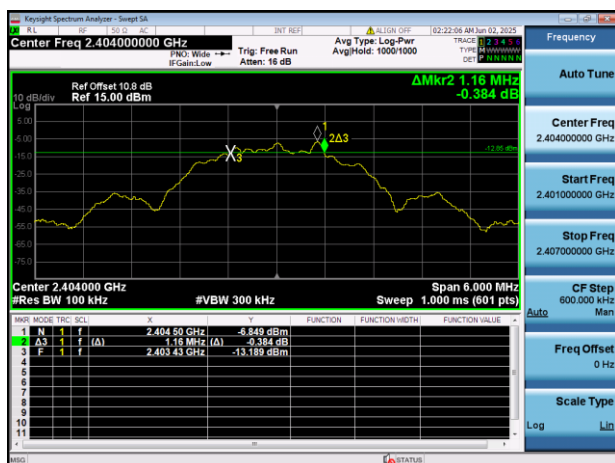 Keysight Spectrum Analyzer - Swept SA
RL RF 50 Ω AC INT REF ALIGN OFF 02:22:06 AM Jun 02, 2025
Center Freq 2.404000000 GHz
PNO: Wide
IFGain:Low
Trig: Free Run
Atten: 16 dB
Avg Type: Log-Pwr
Avg|Hold: 1000/1000
TRACE 1 2 3 4 5 6
TYPE M W W W W W
DET P N N N N N
Frequency
Auto Tune
Center Freq
2.404000000 GHz
Start Freq
2.401000000 GHz
Stop Freq
2.407000000 GHz
CF Step
600.000 kHz
Auto Man
Freq Offset
0 Hz
Scale Type
Log Lin
ΔMkr2 1.16 MHz
-0.384 dB
Ref Offset 10.8 dB
Ref 15.00 dBm
10 dB/div
Log
5.00
-5.00
-15.0
-25.0
-35.0
-45.0
-55.0
-65.0
-75.0
1
2Δ3
X3
Center 2.404000 GHz Span 6.000 MHz
#Res BW 100 kHz #VBW 300 kHz Sweep 1.000 ms (601 pts)
MKR MODE TRC SCL X Y FUNCTION FUNCTION WIDTH FUNCTION VALUE
1 N 1 f 2.404 50 GHz -6.849 dBm
2 Δ3 1 f (Δ) 1.16 MHz (Δ) -0.384 dB
3 F 1 f 2.403 43 GHz -13.189 dBm
4
5
6
7
8
9
10
11
MSG STATUS